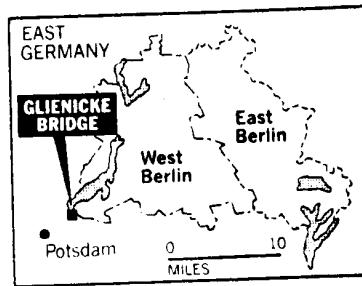 EAST
GERMANY
GLIENICKE
BRIDGE
West
Berlin
East
Berlin
Potsdam
0 10
MILES